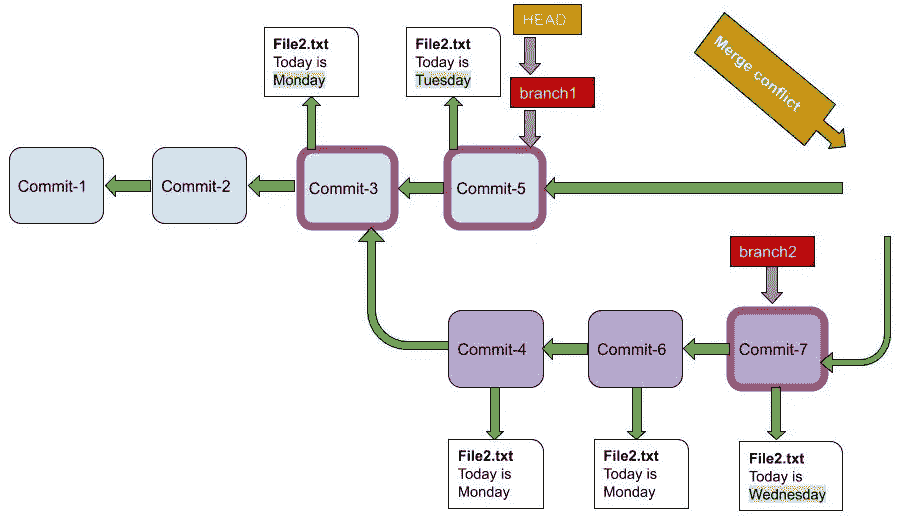 HEAD
File2.txt
Today is
Monday
File2.txt
Today is
Tuesday
branch1
Merge conflict
Commit-1
Commit-2
Commit-3
Commit-5
branch2
Commit-4
Commit-6
Commit-7
File2.txt
Today is
Monday
File2.txt
Today is
Monday
File2.txt
Today is
Wednesday